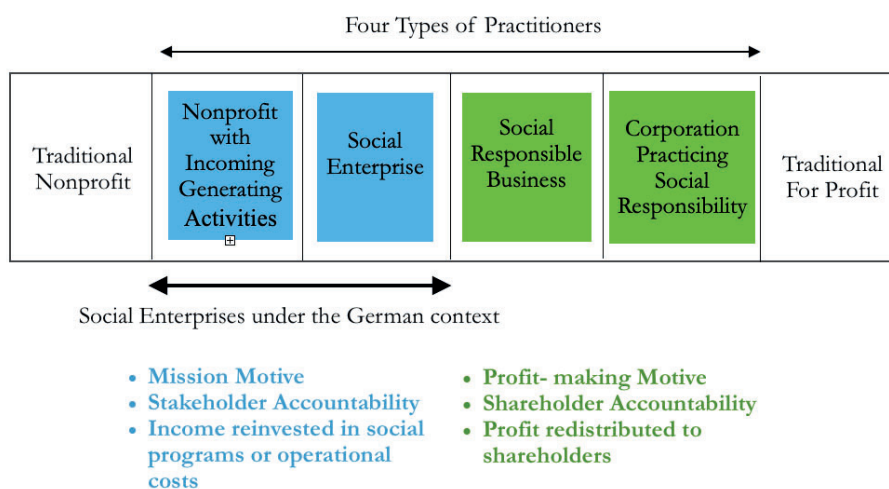 Four Types of Practitioners
Traditional
Nonprofit
Nonprofit
with
Incoming
Generating
Activities
Social
Enterprise
Social
Responsible
Business
Corporation
Practicing
Social
Responsibility
Traditional
For Profit
Social Enterprises under the German context
• Mission Motive
• Stakeholder Accountability
• Income reinvested in social
programs or operational
costs
• Profit- making Motive
• Shareholder Accountability
• Profit redistributed to
shareholders